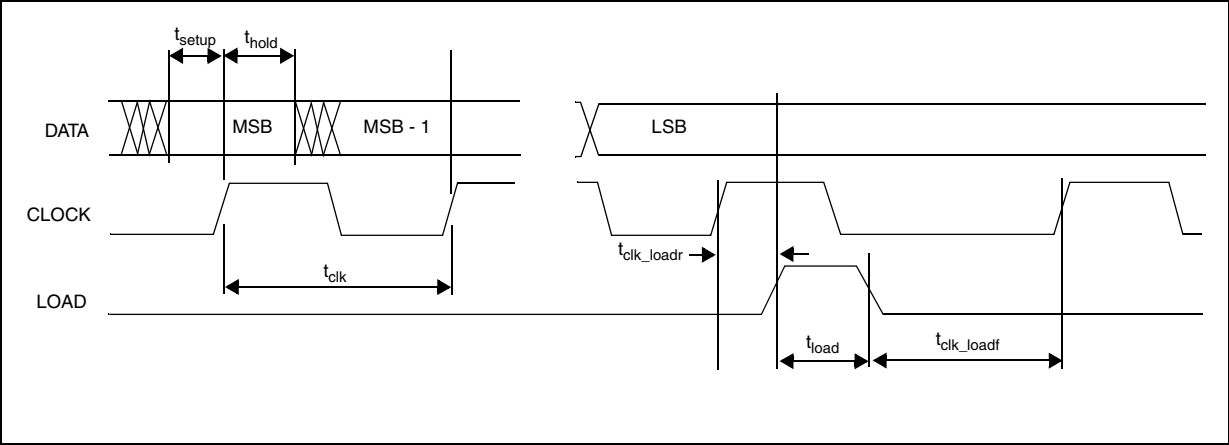 tsetup
thold
DATA
MSB
MSB - 1
LSB
CLOCK
tclk_loadr
tclk
LOAD
tload
tclk_loadf